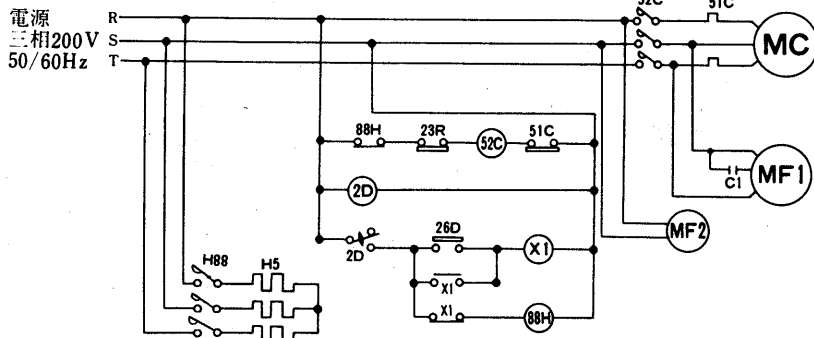 電源 R
三相200V S
50/60Hz T
52C 51C
MC
88H 23R 52C 51C
C1 MF1
2D
MF2
26D
2D X1
H88 H5
X1
X1 88H